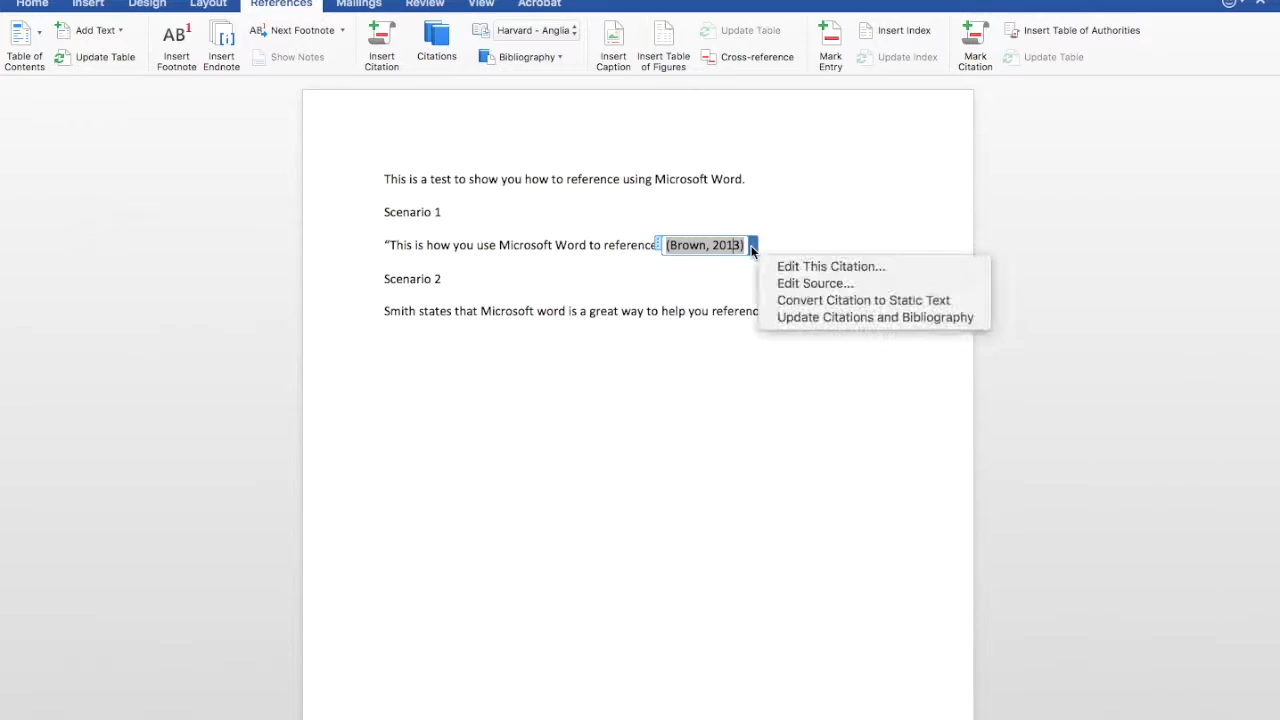 Home Insert Design Layout References Mailings Review View Acrobat
Table of Contents
Add Text
Update Table
AB1 Insert Footnote
[i] Insert Endnote
AB1 Next Footnote
Show Notes
Insert Citation
Citations
Harvard - Anglia
Bibliography
Insert Caption
Insert Table of Figures
Update Table
Cross-reference
Mark Entry
Insert Index
Update Index
Mark Citation
Insert Table of Authorities
Update Table
This is a test to show you how to reference using Microsoft Word.
Scenario 1
“This is how you use Microsoft Word to reference (Brown, 2013)
Edit This Citation...
Edit Source...
Convert Citation to Static Text
Update Citations and Bibliography
Scenario 2
Smith states that Microsoft word is a great way to help you referenc